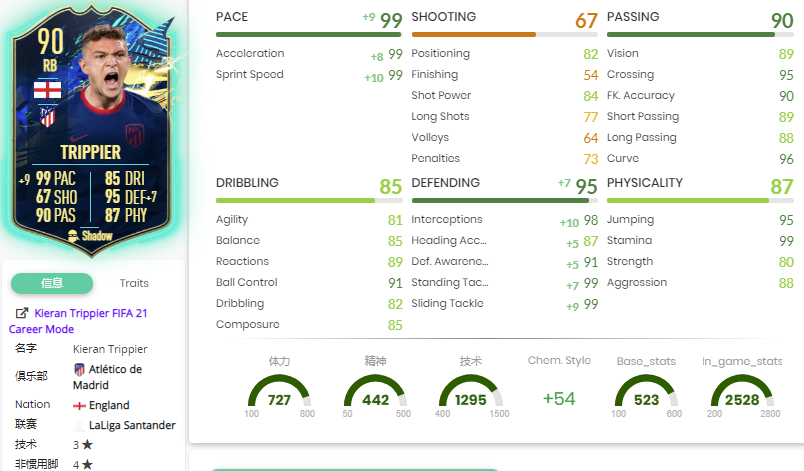 90
RB
TRIPPIER
+9 99 PAC 85 DRI
67 SHO 95 DEF+7
90 PAS 87 PHY
Shadow
信息 Traits
Kieran Trippier FIFA 21
Career Mode
名字 Kieran Trippier
俱乐部 Atlético de
Madrid
Nation England
联赛 LaLiga Santander
技术 3 ★
非惯用脚 4 ★
PACE +9 99
Acceleration +8 99
Sprint Speed +10 99
SHOOTING 67
Positioning 82
Finishing 54
Shot Power 84
Long Shots 77
Volleys 64
Penalties 73
PASSING 90
Vision 89
Crossing 95
FK. Accuracy 90
Short Passing 89
Long Passing 88
Curve 96
DRIBBLING 85
Agility 81
Balance 85
Reactions 89
Ball Control 91
Dribbling 82
Composure 85
DEFENDING +7 95
Interceptions +10 98
Heading Acc... +5 87
Def. Awarene... +5 91
Standing Tac... +7 99
Sliding Tackle +9 99
PHYSICALITY 87
Jumping 95
Stamina 99
Strength 80
Aggression 88
体力
727
100 800
精神
442
50 500
技术
1295
400 1500
Chem. Style
+54
Base_stats
523
100 600
In_game_stats
2528
200 2800